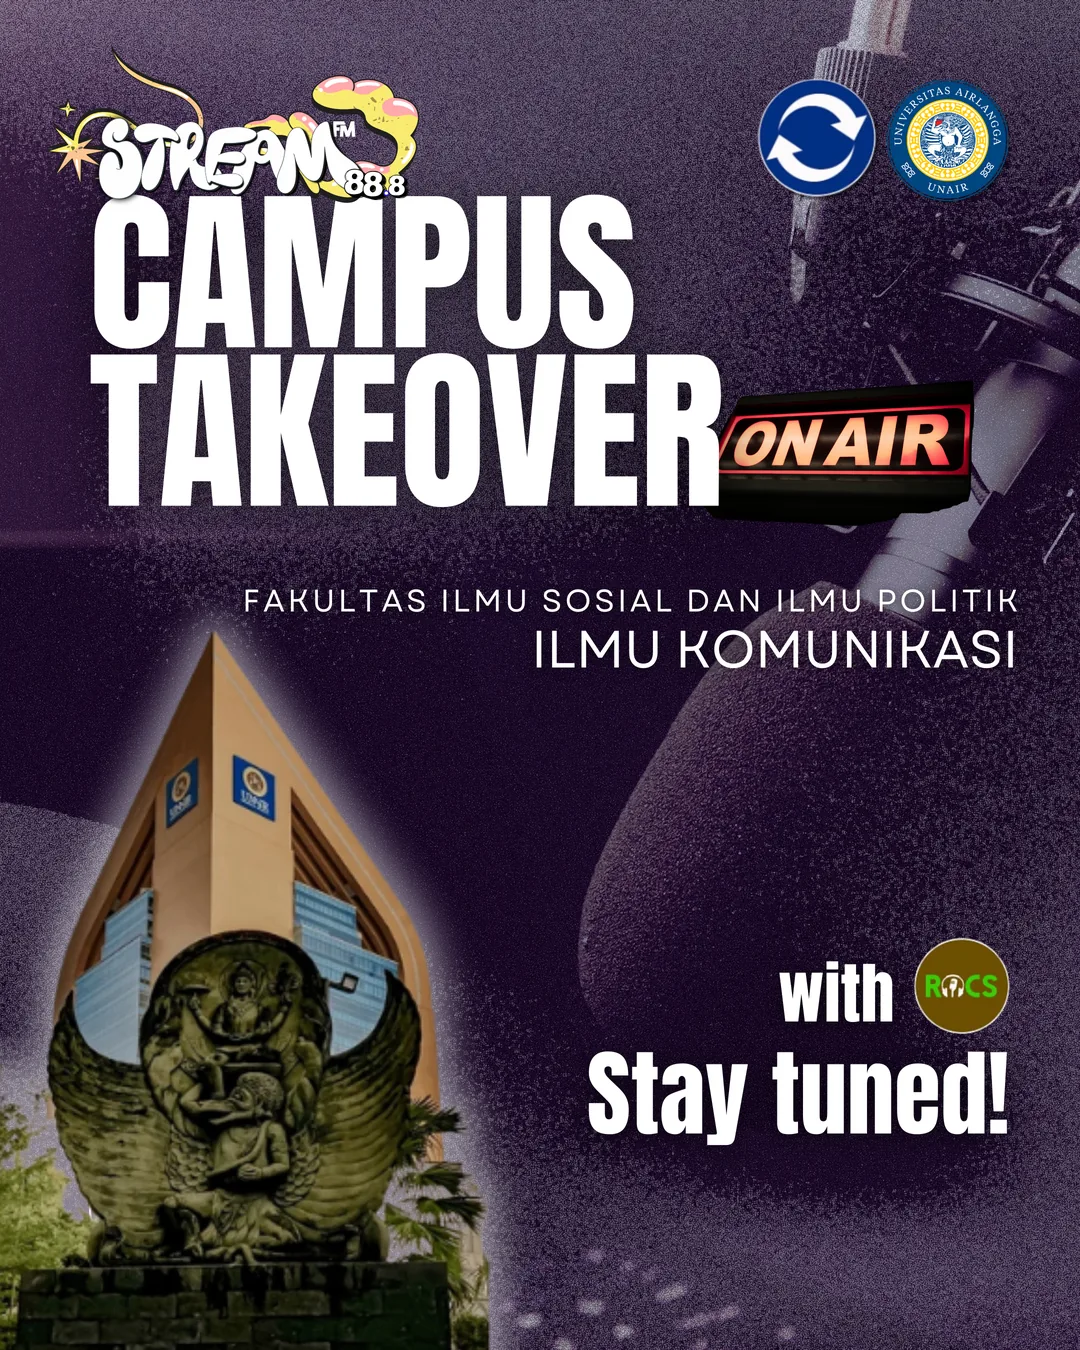 STREAM FM
88.8
UNIVERSITAS AIRLANGGA
UNAIR
CAMPUS
TAKEOVER
ON AIR
FAKULTAS ILMU SOSIAL DAN ILMU POLITIK
ILMU KOMUNIKASI
UNAIR
with ROCS
Stay tuned!